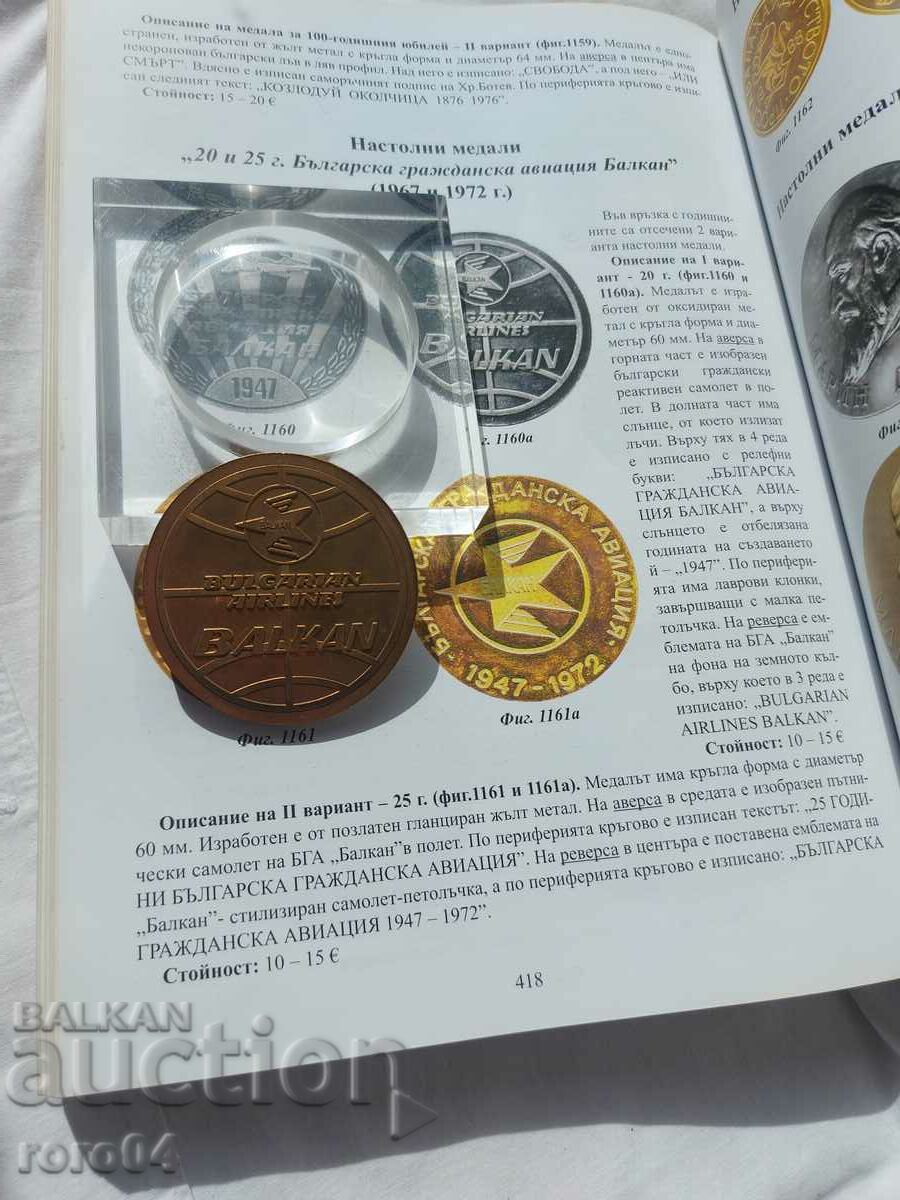 Описание на медала за 100-годишния юбилей – II вариант (фиг.1159). Медалът е едно-
странен, изработен от жълт метал с кръгла форма и диаметър 64 мм. На аверса в центъра има
некоронован български лъв в ляв профил. Над него е изписано: „СВОБОДА", а под него – „ИЛИ
СМЪРТ". Вдясно е изписан саморъчният подпис на Хр.Ботев. По периферията кръгово е изпи-
сан следният текст: „КОЗЛОДУЙ ОКОЛЧИЦА 1876 1976".
Стойност: 15 – 20 €
Настолни медали
„20 и 25 г. Българска гражданска авиация Балкан"
(1967 и 1972 г.)
Във връзка с годишни-
ните са отсечени 2 вари-
анта настолни медали.
Описание на I вари-
ант - 20 г. (фиг.1160 и
1160а). Медалът е изра-
ботен от оксидиран ме-
тал с кръгла форма и диа-
метър 60 мм. На аверса в
горната част е изобразен
български граждански
реактивен самолет в по-
лет. В долната част има
слънце, от което излизат
лъчи. Върху тях в 4 реда
е изписано с релефни
букви: „БЪЛГАРСКА
ГРАЖДАНСКА АВИА-
ЦИЯ БАЛКАН", а върху
слънцето е отбелязана
годината на създаването
й – „1947". По периферия-
та има лаврови клонки,
завършващи с малка пе-
толъчка. На реверса е ем-
блемата на БГА „Балкан"
на фона на земното къл-
бо, върху което в 3 реда е
изписано: „BULGARIAN
AIRLINES BALKAN".
Стойност: 10 – 15 €
1947
Фиг. 1160
BULGARIAN
AIRLINES
BALKAN
г. 1160а
BULGARIAN
AIRLINES
BALKAN
Фиг. 1161
БЪЛГАРСКА ГРАЖДАНСКА АВИАЦИЯ
БАЛКАН
1947-1972
Фиг. 1161а
Описание на II вариант – 25 г. (фиг.1161 и 1161а). Медалът има кръгла форма с диаметър
60 мм. Изработен е от позлатен гланциран жълт метал. На аверса в средата е изобразен пътни-
чески самолет на БГА „Балкан"в полет. По периферията кръгово е изписан текстът: „25 ГОДИ-
НИ БЪЛГАРСКА ГРАЖДАНСКА АВИАЦИЯ". На реверса в центъра е поставена емблемата на
„Балкан"- стилизиран самолет-петолъчка, а по периферията кръгово е изписано: „БЪЛГАРСКА
ГРАЖДАНСКА АВИАЦИЯ 1947 – 1972".
Стойност: 10 – 15 €
418
Фиг. 1162
Настолни медал
BALKAN
auction
roro04